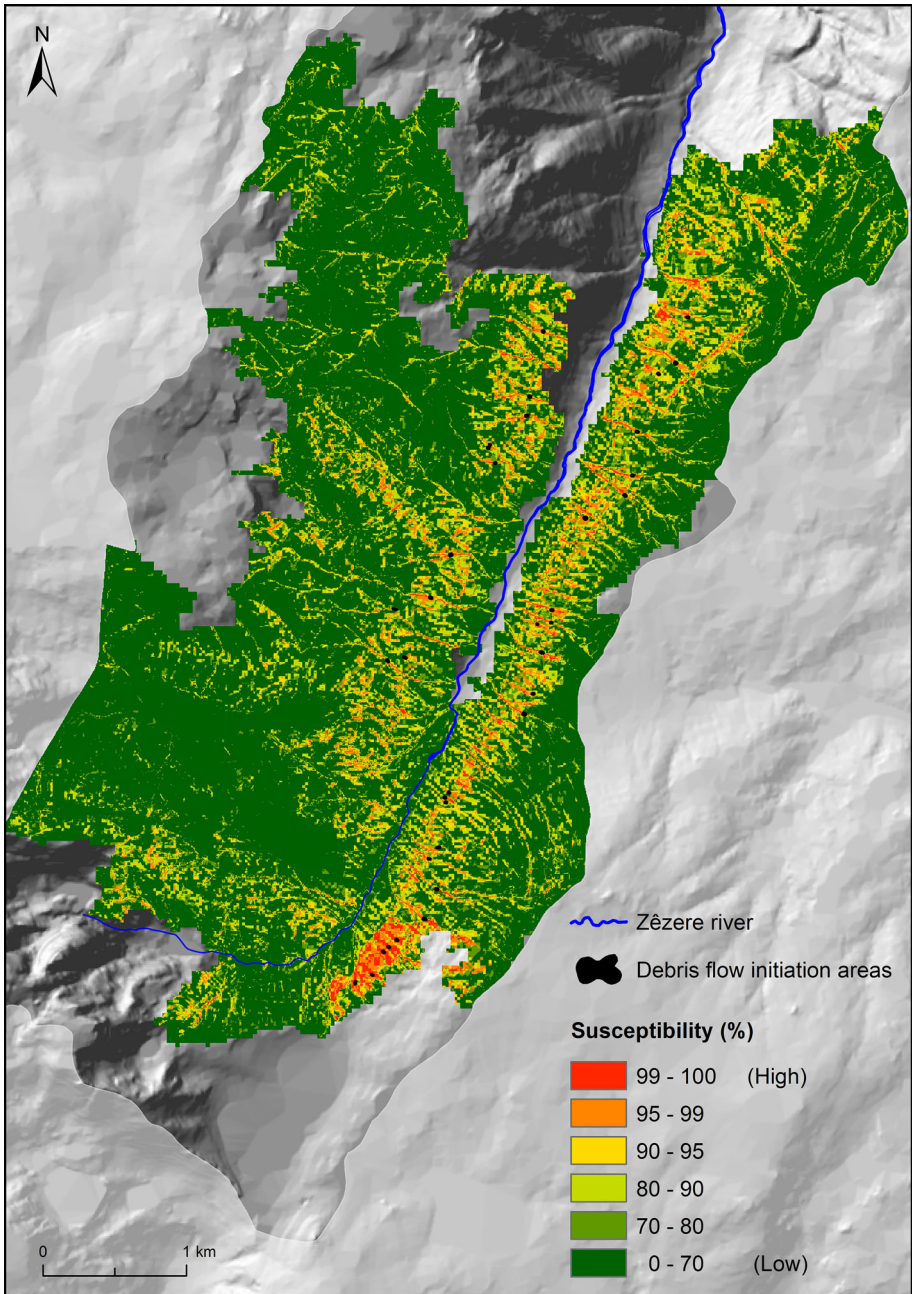 N
Zêzere river
Debris flow initiation areas
Susceptibility (%)
99 - 100 (High)
95 - 99
90 - 95
80 - 90
70 - 80
0 - 70 (Low)
0 1 km